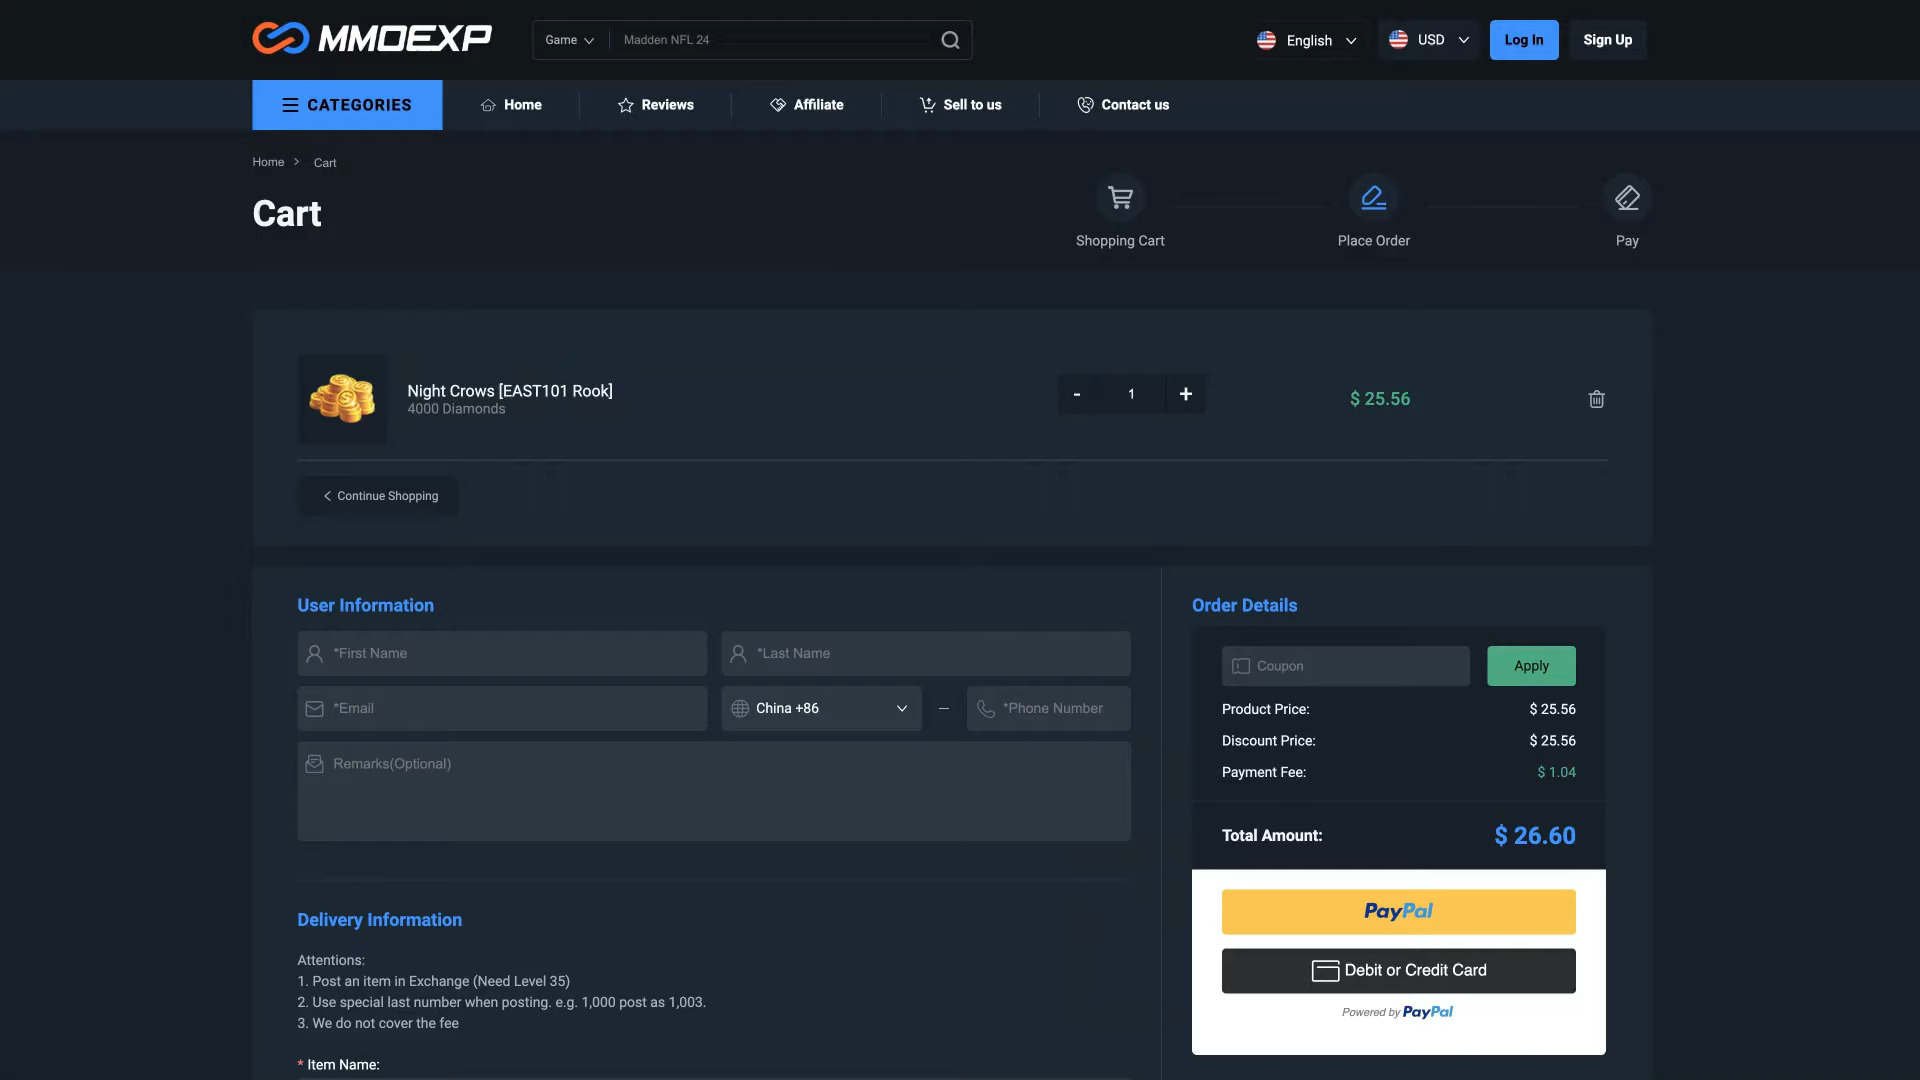 MMOEXP
Game
Madden NFL 24
English
USD
Log In
Sign Up
CATEGORIES
Home
Reviews
Affiliate
Sell to us
Contact us
Home > Cart
Cart
Shopping Cart
Place Order
Pay
Night Crows [EAST101 Rook]
4000 Diamonds
- 1 +
$ 25.56
< Continue Shopping
User Information
*First Name
*Last Name
*Email
China +86
— *Phone Number
Remarks(Optional)
Delivery Information
Attentions:
1. Post an item in Exchange (Need Level 35)
2. Use special last number when posting. e.g. 1,000 post as 1,003.
3. We do not cover the fee
* Item Name:
Order Details
Coupon
Apply
Product Price: $ 25.56
Discount Price: $ 25.56
Payment Fee: $ 1.04
Total Amount: $ 26.60
PayPal
Debit or Credit Card
Powered by PayPal